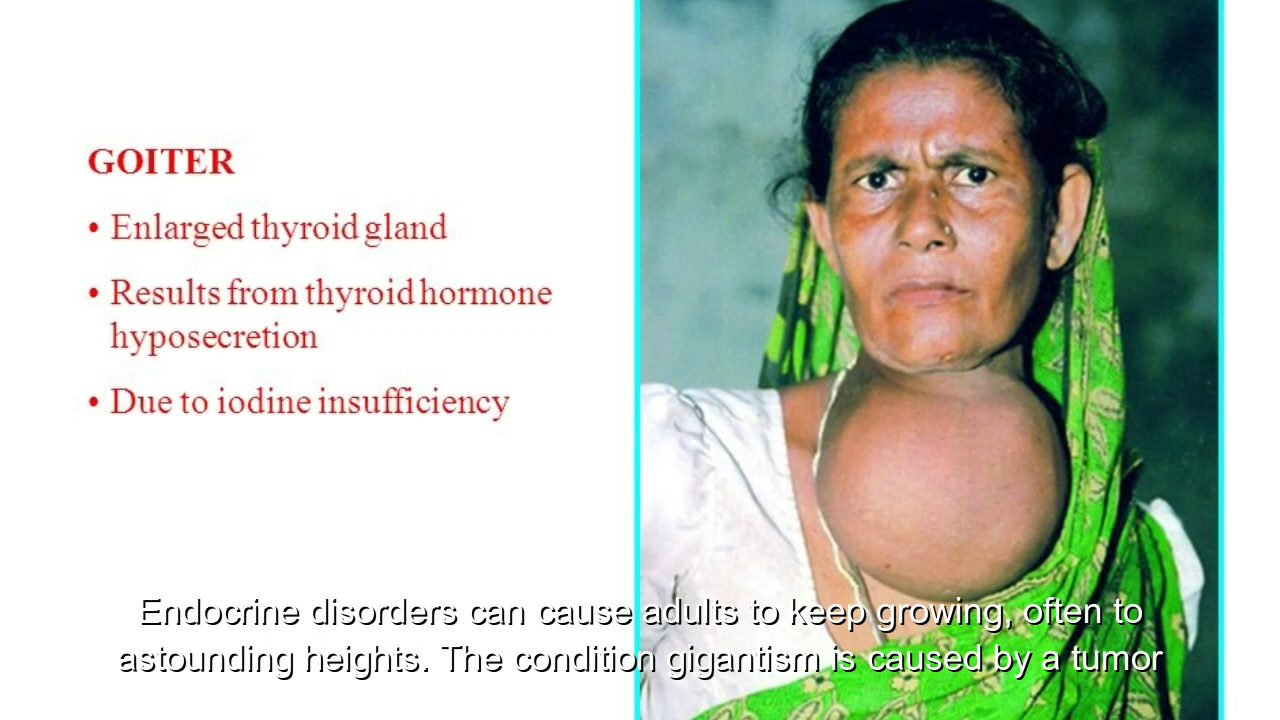 GOITER
• Enlarged thyroid gland
• Results from thyroid hormone
hyposecretion
• Due to iodine insufficiency
Endocrine disorders can cause adults to keep growing, often to
astounding heights. The condition gigantism is caused by a tumor